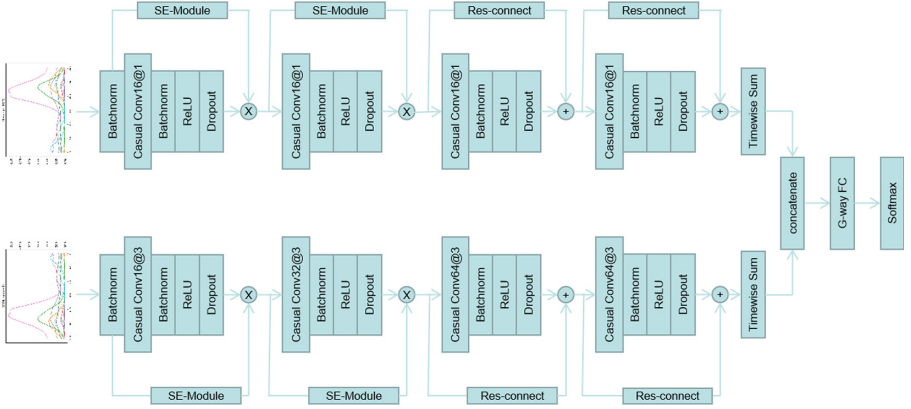 SE-Module
SE-Module
Res-connect
Res-connect
Batchnorm
Casual Conv16@1
Batchnorm
ReLU
Dropout
X
Casual Conv16@1
Batchnorm
ReLU
Dropout
X
Casual Conv16@1
Batchnorm
ReLU
Dropout
+
Casual Conv16@1
Batchnorm
ReLU
Dropout
+
Timewise Sum
concatenate
G-way FC
Softmax
Batchnorm
Casual Conv16@3
Batchnorm
ReLU
Dropout
X
Casual Conv32@3
Batchnorm
ReLU
Dropout
X
Casual Conv64@3
Batchnorm
ReLU
Dropout
+
Casual Conv64@3
Batchnorm
ReLU
Dropout
+
Timewise Sum
SE-Module
SE-Module
Res-connect
Res-connect